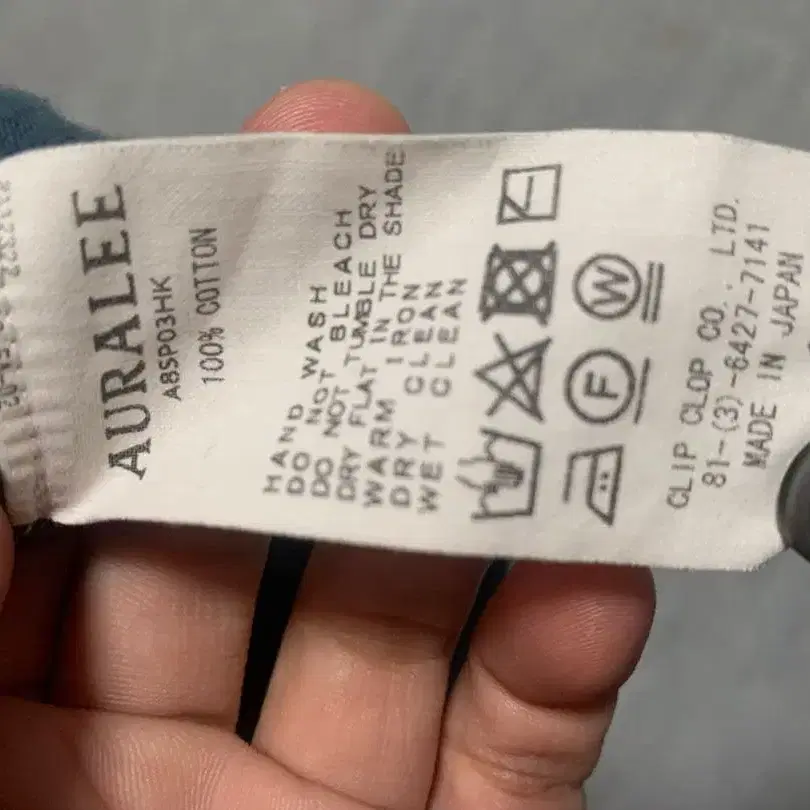 AURALEE
A8SP03HK
100% COTTON
HAND WASH
DO NOT BLEACH
DO NOT TUMBLE DRY
DRY FLAT IN THE SHADE
WARM IRON
DRY CLEAN
WET CLEAN
F
W
CLIP CLOP CO., LTD.
81-(3)-6427-7141
MADE IN JAPAN